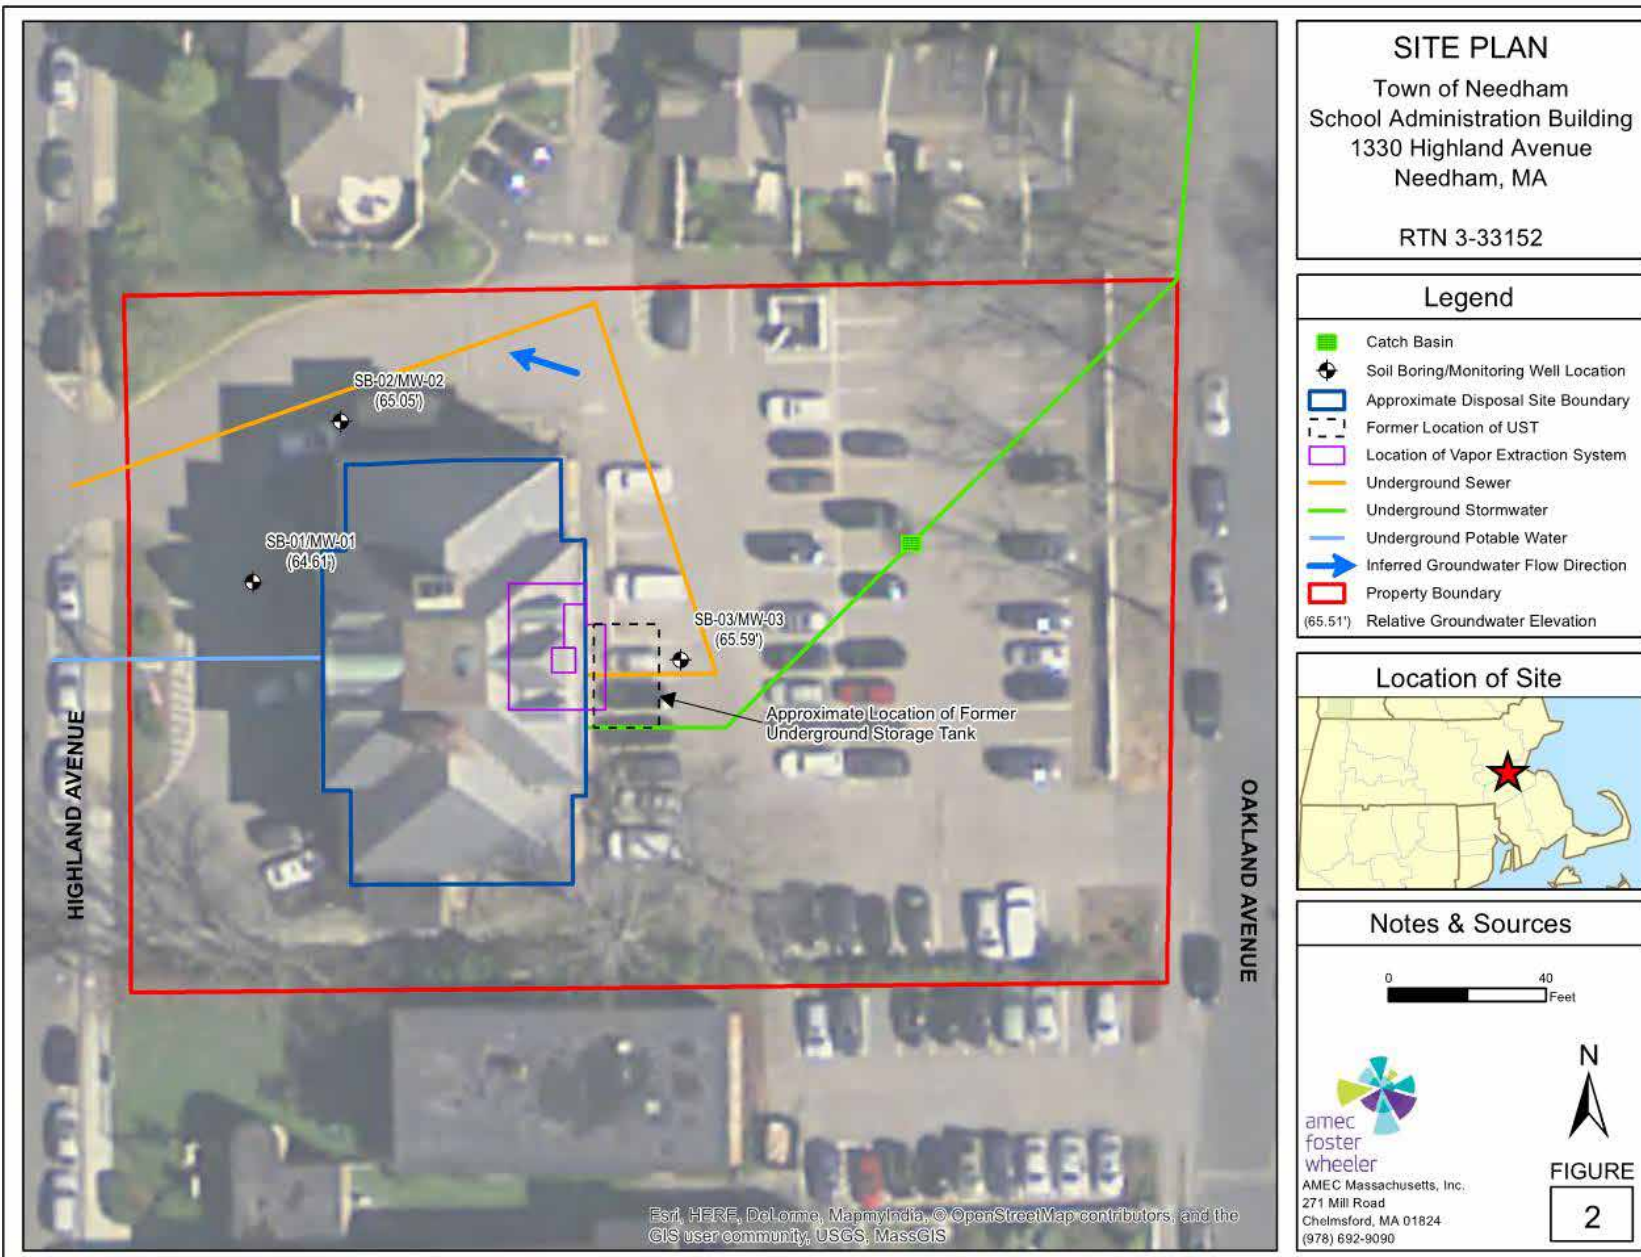 SITE PLAN
Town of Needham
School Administration Building
1330 Highland Avenue
Needham, MA
RTN 3-33152
Legend
Catch Basin
Soil Boring/Monitoring Well Location
Approximate Disposal Site Boundary
Former Location of UST
Location of Vapor Extraction System
Underground Sewer
Underground Stormwater
Underground Potable Water
Inferred Groundwater Flow Direction
Property Boundary
(65.51') Relative Groundwater Elevation
Location of Site
Notes & Sources
0 40
Feet
N
amec
foster
wheeler
AMEC Massachusetts, Inc.
271 Mill Road
Chelmsford, MA 01824
(978) 692-9090
FIGURE
2
SB-02/MW-02
(65.05')
SB-01/MW-01
(64.61')
SB-03/MW-03
(65.59')
Approximate Location of Former
Underground Storage Tank
HIGHLAND AVENUE
OAKLAND AVENUE
Esri, HERE, DeLorme, MapmyIndia, © OpenStreetMap contributors, and the
GIS user community, USGS, MassGIS